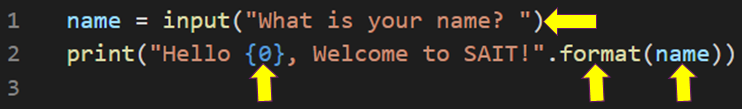 1 name = input("What is your name? ")
2 print("Hello {0}, Welcome to SAIT!".format(name))
3